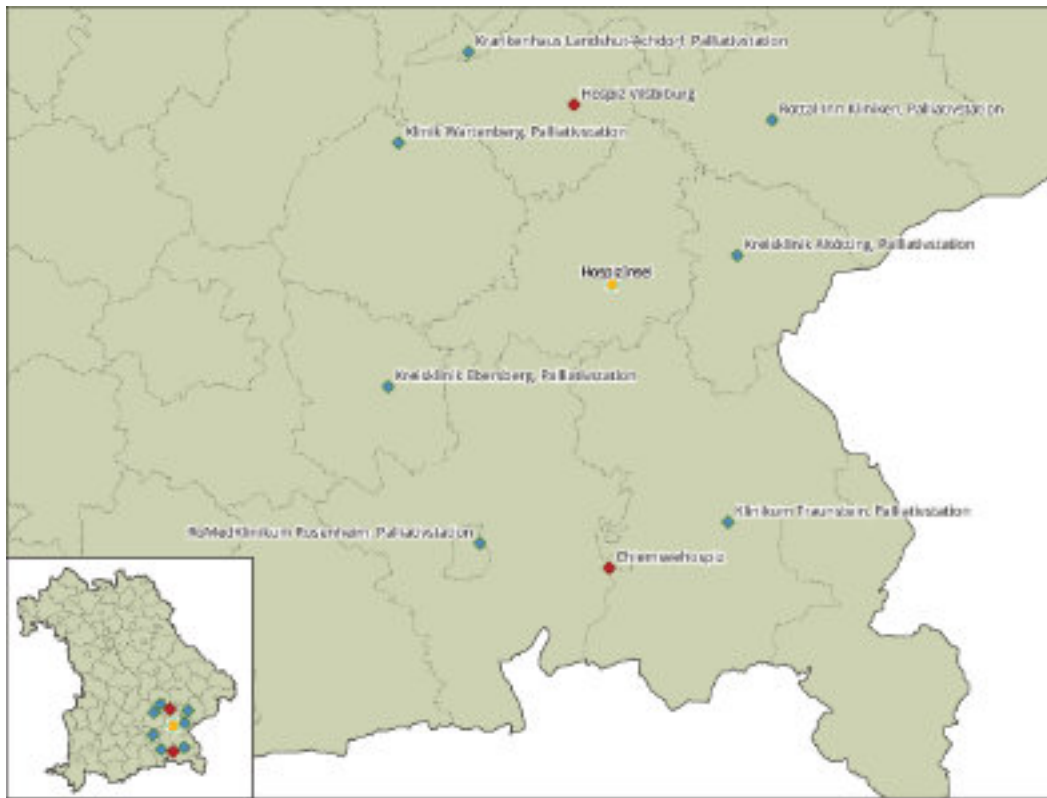 Krankenhaus Landshut-Achdorf, Palliativstation
Hospiz Vilsbiburg
Rottal-Inn Kliniken, Palliativstation
Klinik Wartenberg, Palliativstation
Kreisklinik Altötting, Palliativstation
HospizInsel
Kreisklinik Ebersberg, Palliativstation
Klinikum Traunstein, Palliativstation
RoMed Klinikum Rosenheim, Palliativstation
Chiemseehospiz